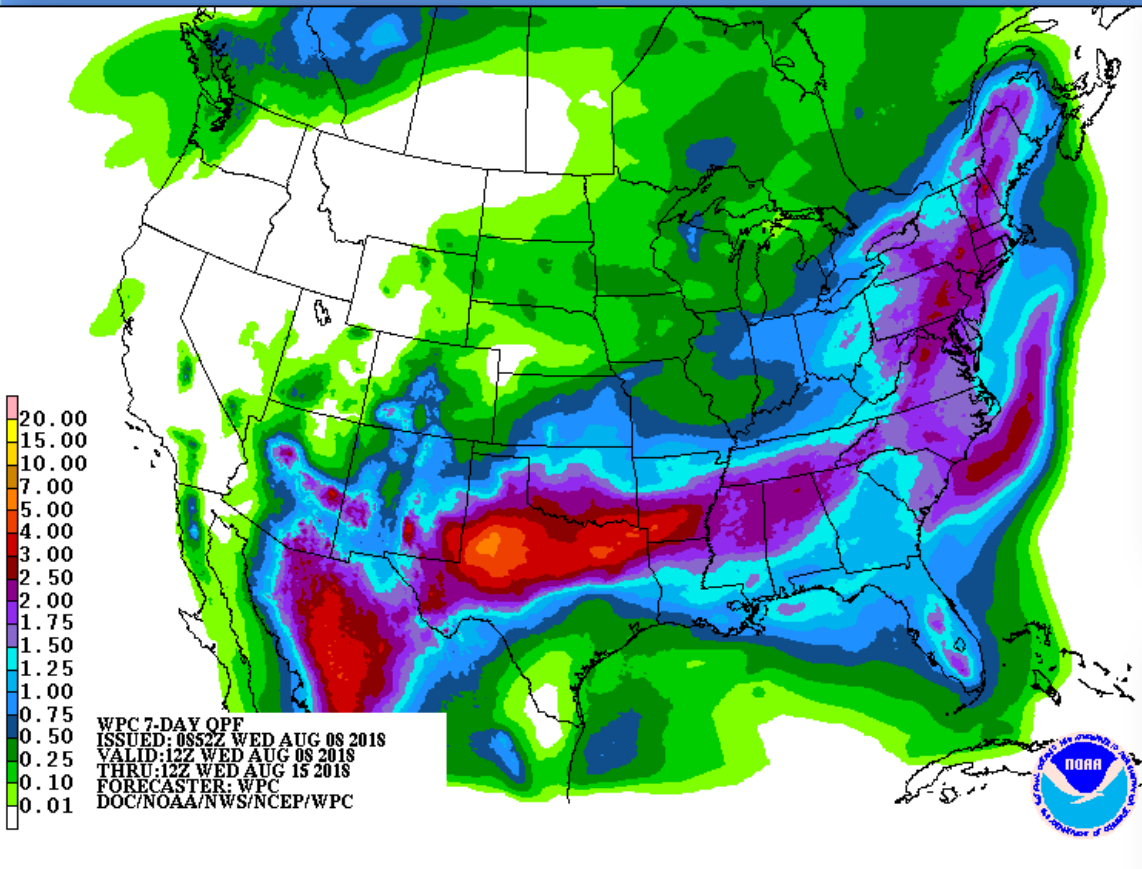 20.00
15.00
10.00
7.00
5.00
4.00
3.00
2.50
2.00
1.75
1.50
1.25
1.00
0.75
0.50
0.25
0.10
0.01
WPC 7-DAY QPF
ISSUED: 0852Z WED AUG 08 2018
VALID:12Z WED AUG 08 2018
THRU:12Z WED AUG 15 2018
FORECASTER: WPC
DOC/NOAA/NWS/NCEP/WPC
NOAA